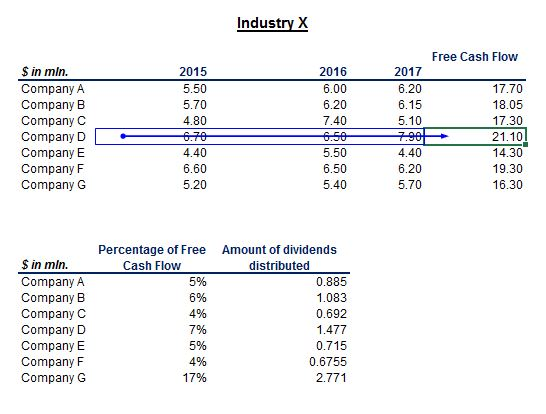 Industry X
Free Cash Flow
$ in mln. 2015 2016 2017
Company A 5.50 6.00 6.20 17.70
Company B 5.70 6.20 6.15 18.05
Company C 4.80 7.40 5.10 17.30
Company D 6.70 6.50 7.90 21.10
Company E 4.40 5.50 4.40 14.30
Company F 6.60 6.50 6.20 19.30
Company G 5.20 5.40 5.70 16.30
Percentage of Free Amount of dividends
$ in mln. Cash Flow distributed
Company A 5% 0.885
Company B 6% 1.083
Company C 4% 0.692
Company D 7% 1.477
Company E 5% 0.715
Company F 4% 0.6755
Company G 17% 2.771